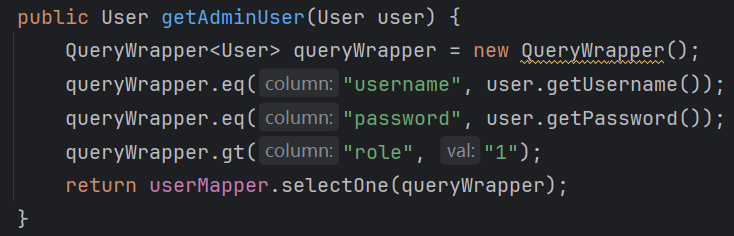 public User getAdminUser(User user) {
QueryWrapper<User> queryWrapper = new QueryWrapper();
queryWrapper.eq( column: "username", user.getUsername());
queryWrapper.eq( column: "password", user.getPassword());
queryWrapper.gt( column: "role", val: "1");
return userMapper.selectOne(queryWrapper);
}